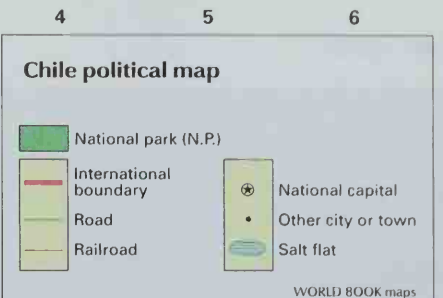 4 5 6
Chile political map
National park (N.P.)
International
boundary
Road
Railroad
National capital
Other city or town
Salt flat
WORLD BOOK maps